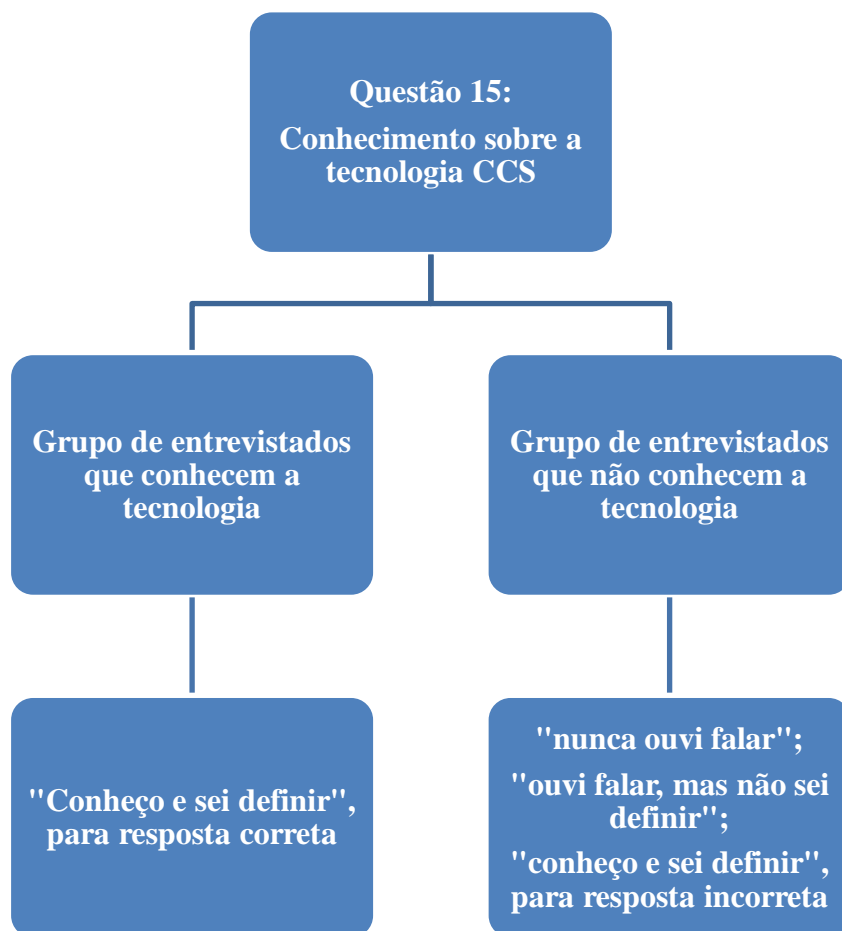 Questão 15:
Conhecimento sobre a
tecnologia CCS
Grupo de entrevistados
que conhecem a
tecnologia
Grupo de entrevistados
que não conhecem a
tecnologia
"Conheço e sei definir",
para resposta correta
"nunca ouvi falar";
"ouvi falar, mas não sei
definir";
"conheço e sei definir",
para resposta incorreta